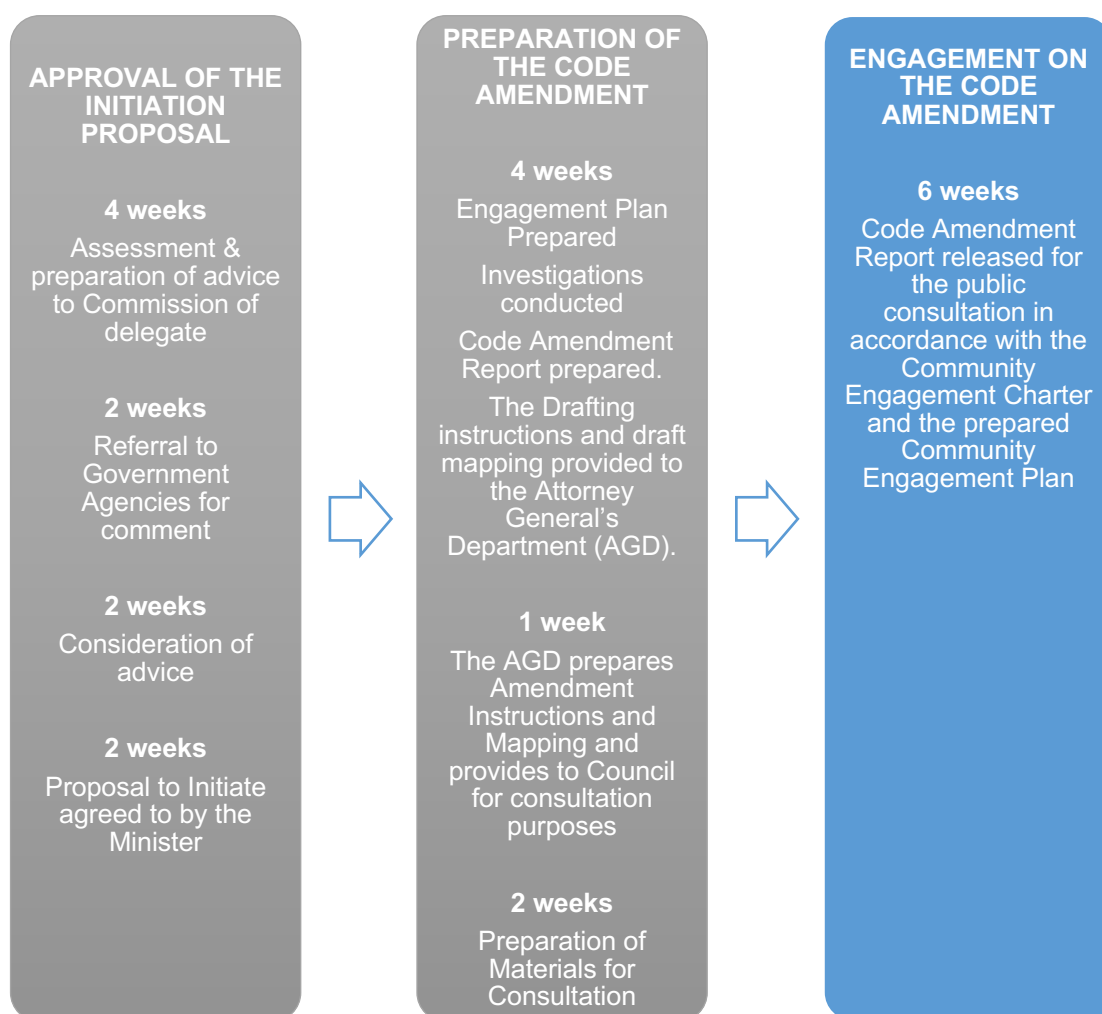 APPROVAL OF THE
INITIATION
PROPOSAL
4 weeks
Assessment &
preparation of advice
to Commission of
delegate
2 weeks
Referral to
Government
Agencies for
comment
2 weeks
Consideration of
advice
2 weeks
Proposal to Initiate
agreed to by the
Minister
PREPARATION OF
THE CODE
AMENDMENT
4 weeks
Engagement Plan
Prepared
Investigations
conducted
Code Amendment
Report prepared.
The Drafting
instructions and draft
mapping provided to
the Attorney
General’s
Department (AGD).
1 week
The AGD prepares
Amendment
Instructions and
Mapping and
provides to Council
for consultation
purposes
2 weeks
Preparation of
Materials for
Consultation
ENGAGEMENT ON
THE CODE
AMENDMENT
6 weeks
Code Amendment
Report released for
the public
consultation in
accordance with the
Community
Engagement Charter
and the prepared
Community
Engagement Plan